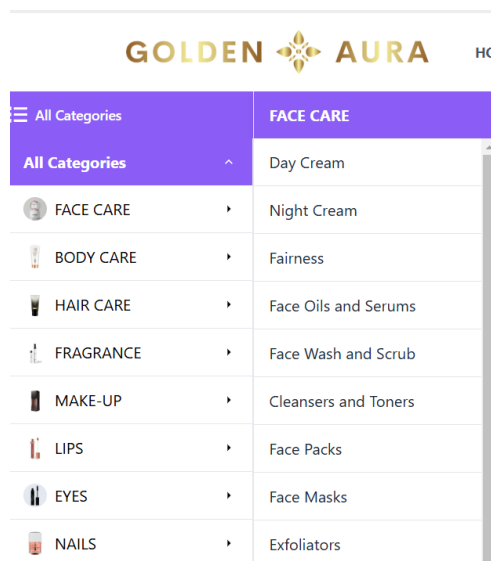 GOLDEN AURA
All Categories
FACE CARE
All Categories
Day Cream
FACE CARE
Night Cream
BODY CARE
Fairness
HAIR CARE
Face Oils and Serums
FRAGRANCE
Face Wash and Scrub
MAKE-UP
Cleansers and Toners
LIPS
Face Packs
EYES
Face Masks
NAILS
Exfoliators